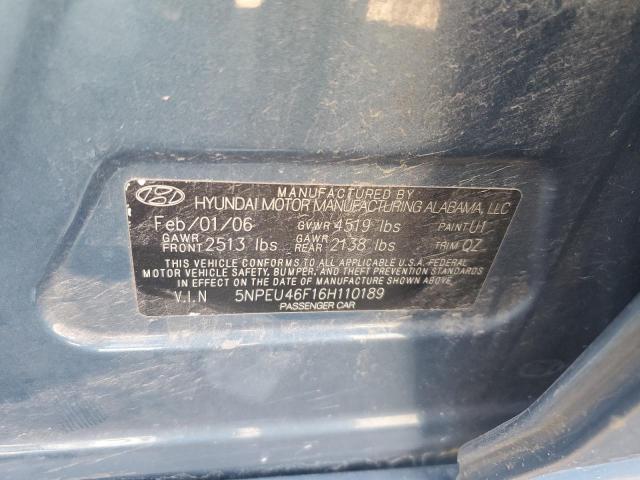 MANUFACTURED BY
HYUNDAI MOTOR MANUFACTURING ALABAMA, LLC
Feb/01/06 GVWR 4519 lbs PAINT U1
GAWR FRONT 2513 lbs GAWR REAR 2138 lbs TRIM QZ
THIS VEHICLE CONFORMS TO ALL APPLICABLE U.S.A. FEDERAL
MOTOR VEHICLE SAFETY, BUMPER, AND THEFT PREVENTION STANDARDS
IN EFFECT ON THE DATE OF MANUFACTURE SHOWN ABOVE.
V.I.N 5NPEU46F16H110189
PASSENGER CAR